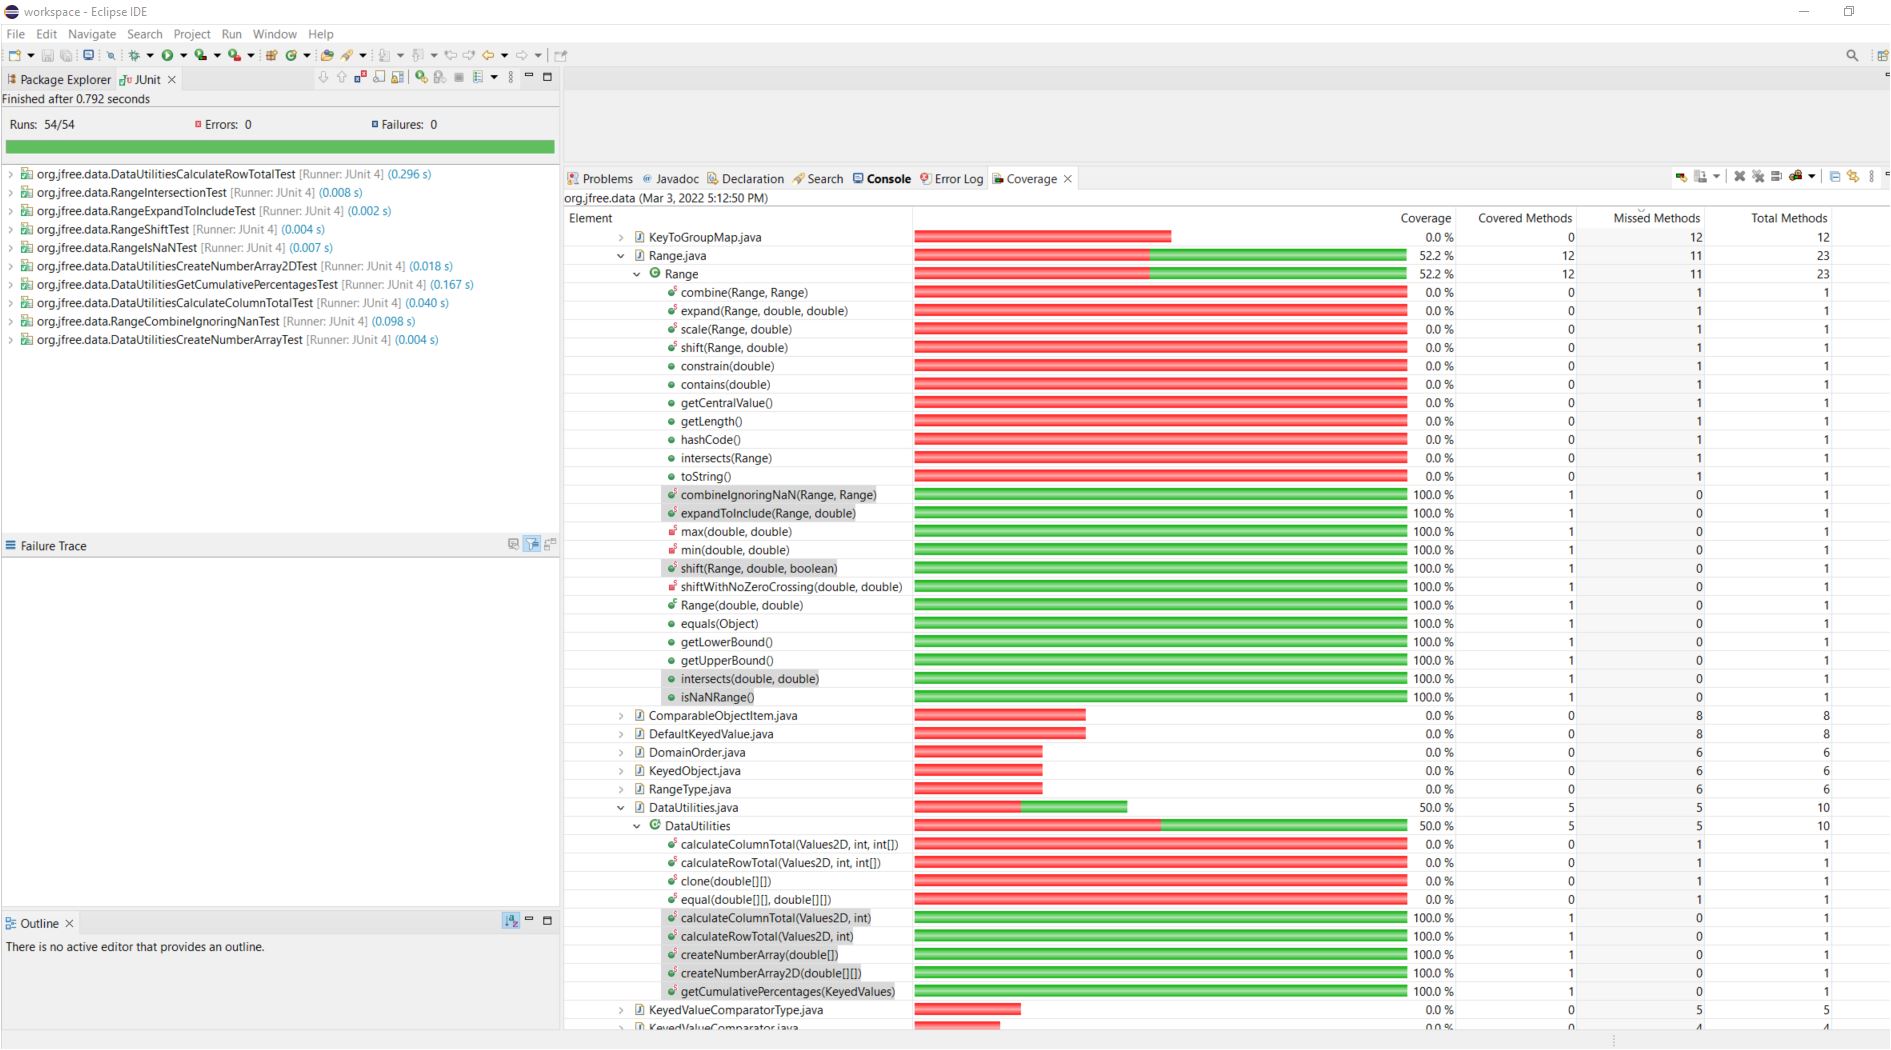 workspace - Eclipse IDE
File Edit Navigate Search Project Run Window Help
Package Explorer JUnit
Finished after 0.792 seconds
Runs: 54/54 Errors: 0 Failures: 0
org.jfree.data.DataUtilitiesCalculateRowTotalTest [Runner: JUnit 4] (0.296 s)
org.jfree.data.RangeIntersectionTest [Runner: JUnit 4] (0.008 s)
org.jfree.data.RangeExpandToIncludeTest [Runner: JUnit 4] (0.002 s)
org.jfree.data.RangeShiftTest [Runner: JUnit 4] (0.004 s)
org.jfree.data.RangeIsNaNTest [Runner: JUnit 4] (0.007 s)
org.jfree.data.DataUtilitiesCreateNumberArray2DTest [Runner: JUnit 4] (0.018 s)
org.jfree.data.DataUtilitiesGetCumulativePercentagesTest [Runner: JUnit 4] (0.167 s)
org.jfree.data.DataUtilitiesCalculateColumnTotalTest [Runner: JUnit 4] (0.040 s)
org.jfree.data.RangeCombineIgnoringNanTest [Runner: JUnit 4] (0.098 s)
org.jfree.data.DataUtilitiesCreateNumberArrayTest [Runner: JUnit 4] (0.004 s)
Failure Trace
Outline
There is no active editor that provides an outline.
Problems Javadoc Declaration Search Console Error Log Coverage
org.jfree.data (Mar 3, 2022 5:12:50 PM)
Element Coverage Covered Methods Missed Methods Total Methods
KeyToGroupMap.java 0.0 % 0 12 12
Range.java 52.2 % 12 11 23
Range 52.2 % 12 11 23
combine(Range, Range) 0.0 % 0 1 1
expand(Range, double, double) 0.0 % 0 1 1
scale(Range, double) 0.0 % 0 1 1
shift(Range, double) 0.0 % 0 1 1
constrain(double) 0.0 % 0 1 1
contains(double) 0.0 % 0 1 1
getCentralValue() 0.0 % 0 1 1
getLength() 0.0 % 0 1 1
hashCode() 0.0 % 0 1 1
intersects(Range) 0.0 % 0 1 1
toString() 0.0 % 0 1 1
combineIgnoringNaN(Range, Range) 100.0 % 1 0 1
expandToInclude(Range, double) 100.0 % 1 0 1
max(double, double) 100.0 % 1 0 1
min(double, double) 100.0 % 1 0 1
shift(Range, double, boolean) 100.0 % 1 0 1
shiftWithNoZeroCrossing(double, double) 100.0 % 1 0 1
Range(double, double) 100.0 % 1 0 1
equals(Object) 100.0 % 1 0 1
getLowerBound() 100.0 % 1 0 1
getUpperBound() 100.0 % 1 0 1
intersects(double, double) 100.0 % 1 0 1
isNaNRange() 100.0 % 1 0 1
ComparableObjectItem.java 0.0 % 0 8 8
DefaultKeyedValue.java 0.0 % 0 8 8
DomainOrder.java 0.0 % 0 6 6
KeyedObject.java 0.0 % 0 6 6
RangeType.java 0.0 % 0 6 6
DataUtilities.java 50.0 % 5 5 10
DataUtilities 50.0 % 5 5 10
calculateColumnTotal(Values2D, int, int[]) 0.0 % 0 1 1
calculateRowTotal(Values2D, int, int[]) 0.0 % 0 1 1
clone(double[][]) 0.0 % 0 1 1
equal(double[][], double[][]) 0.0 % 0 1 1
calculateColumnTotal(Values2D, int) 100.0 % 1 0 1
calculateRowTotal(Values2D, int) 100.0 % 1 0 1
createNumberArray(double[]) 100.0 % 1 0 1
createNumberArray2D(double[][]) 100.0 % 1 0 1
getCumulativePercentages(KeyedValues) 100.0 % 1 0 1
KeyedValueComparatorType.java 0.0 % 0 5 5
KeyedValueComparator.java 0.0 % 0 4 4